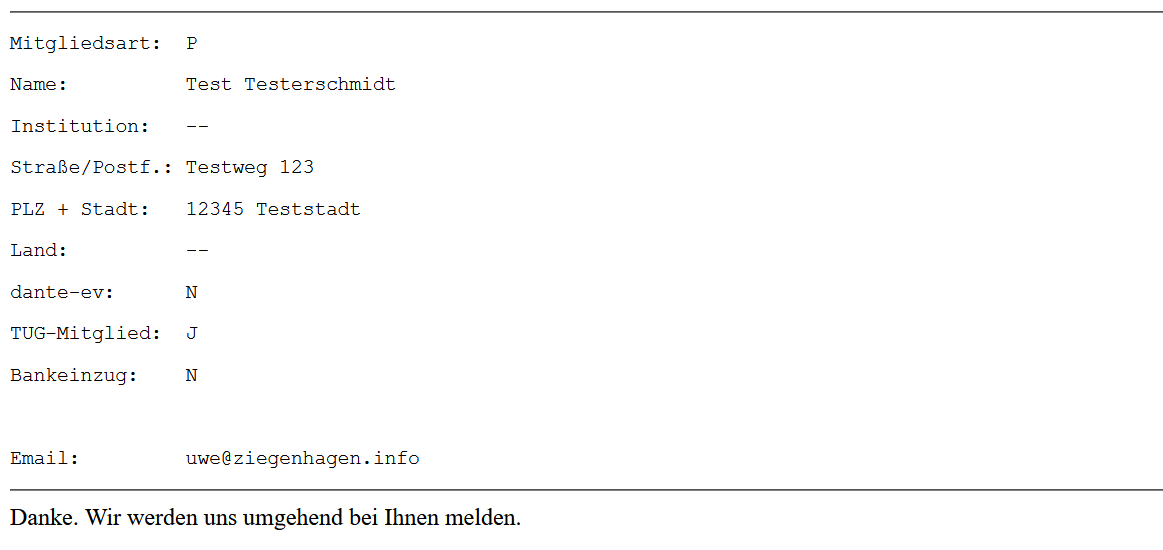 Mitgliedsart: P
Name: Test Testerschmidt
Institution: --
Straße/Postf.: Testweg 123
PLZ + Stadt: 12345 Teststadt
Land: --
dante-ev: N
TUG-Mitglied: J
Bankeinzug: N
Email: uwe@ziegenhagen.info
Danke. Wir werden uns umgehend bei Ihnen melden.